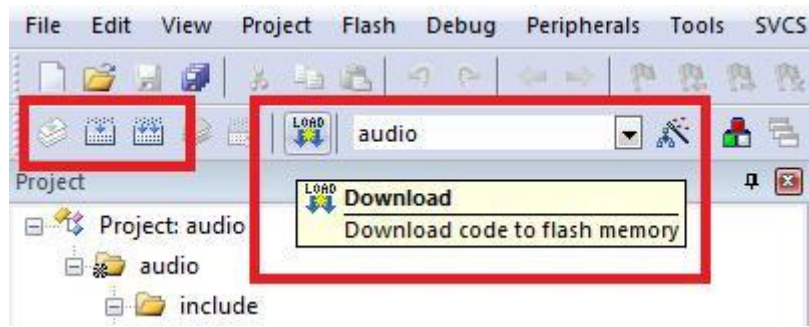 File Edit View Project Flash Debug Peripherals Tools SVCS
LOAD audio
Project
LOAD Download
Download code to flash memory
Project: audio
audio
include